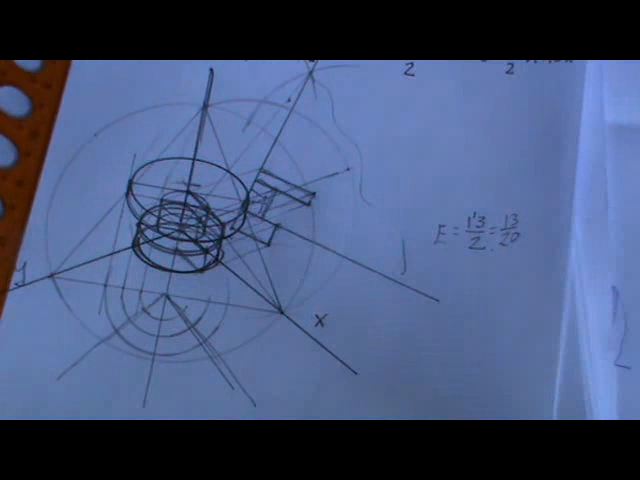 2
2
E = 1'3/2 = 13/20
y
x